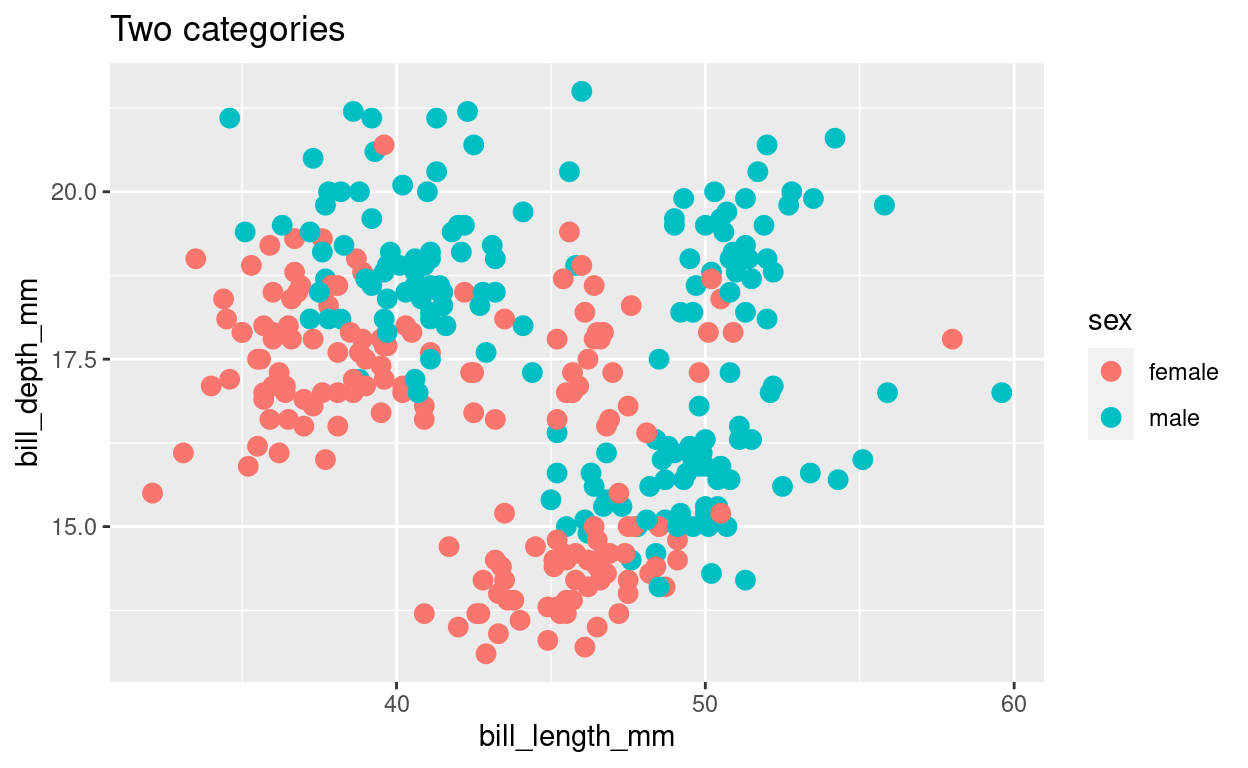 Two categories
bill_depth_mm
20.0
17.5
15.0
40
50
60
bill_length_mm
sex
female
male